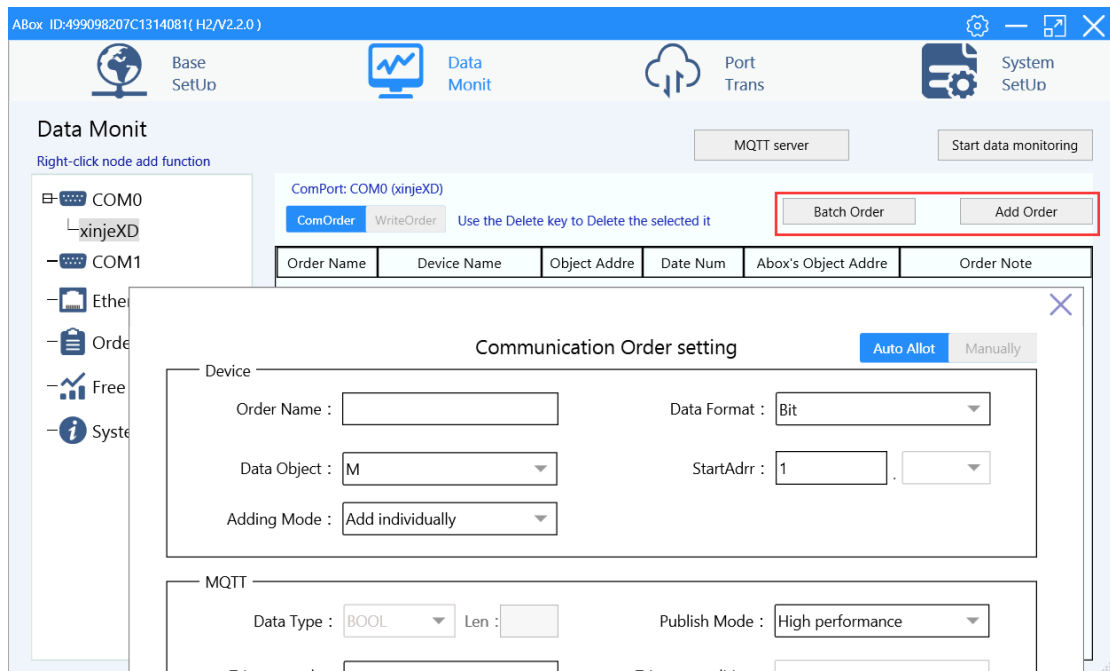 ABox ID:499098207C1314081( H2/V2.2.0 )
Base
SetUp
Data
Monit
Port
Trans
System
SetUp
Data Monit
Right-click node add function
MQTT server
Start data monitoring
COM0
xinjeXD
COM1
Ether
Orde
Free
Syste
ComPort: COM0 (xinjeXD)
ComOrder WriteOrder Use the Delete key to Delete the selected it
Batch Order Add Order
Order Name Device Name Object Addre Date Num Abox's Object Addre Order Note
Communication Order setting
Auto Allot Manually
Device
Order Name : Data Format : Bit
Data Object : M StartAdrr : 1 .
Adding Mode : Add individually
MQTT
Data Type : BOOL Len : Publish Mode : High performance